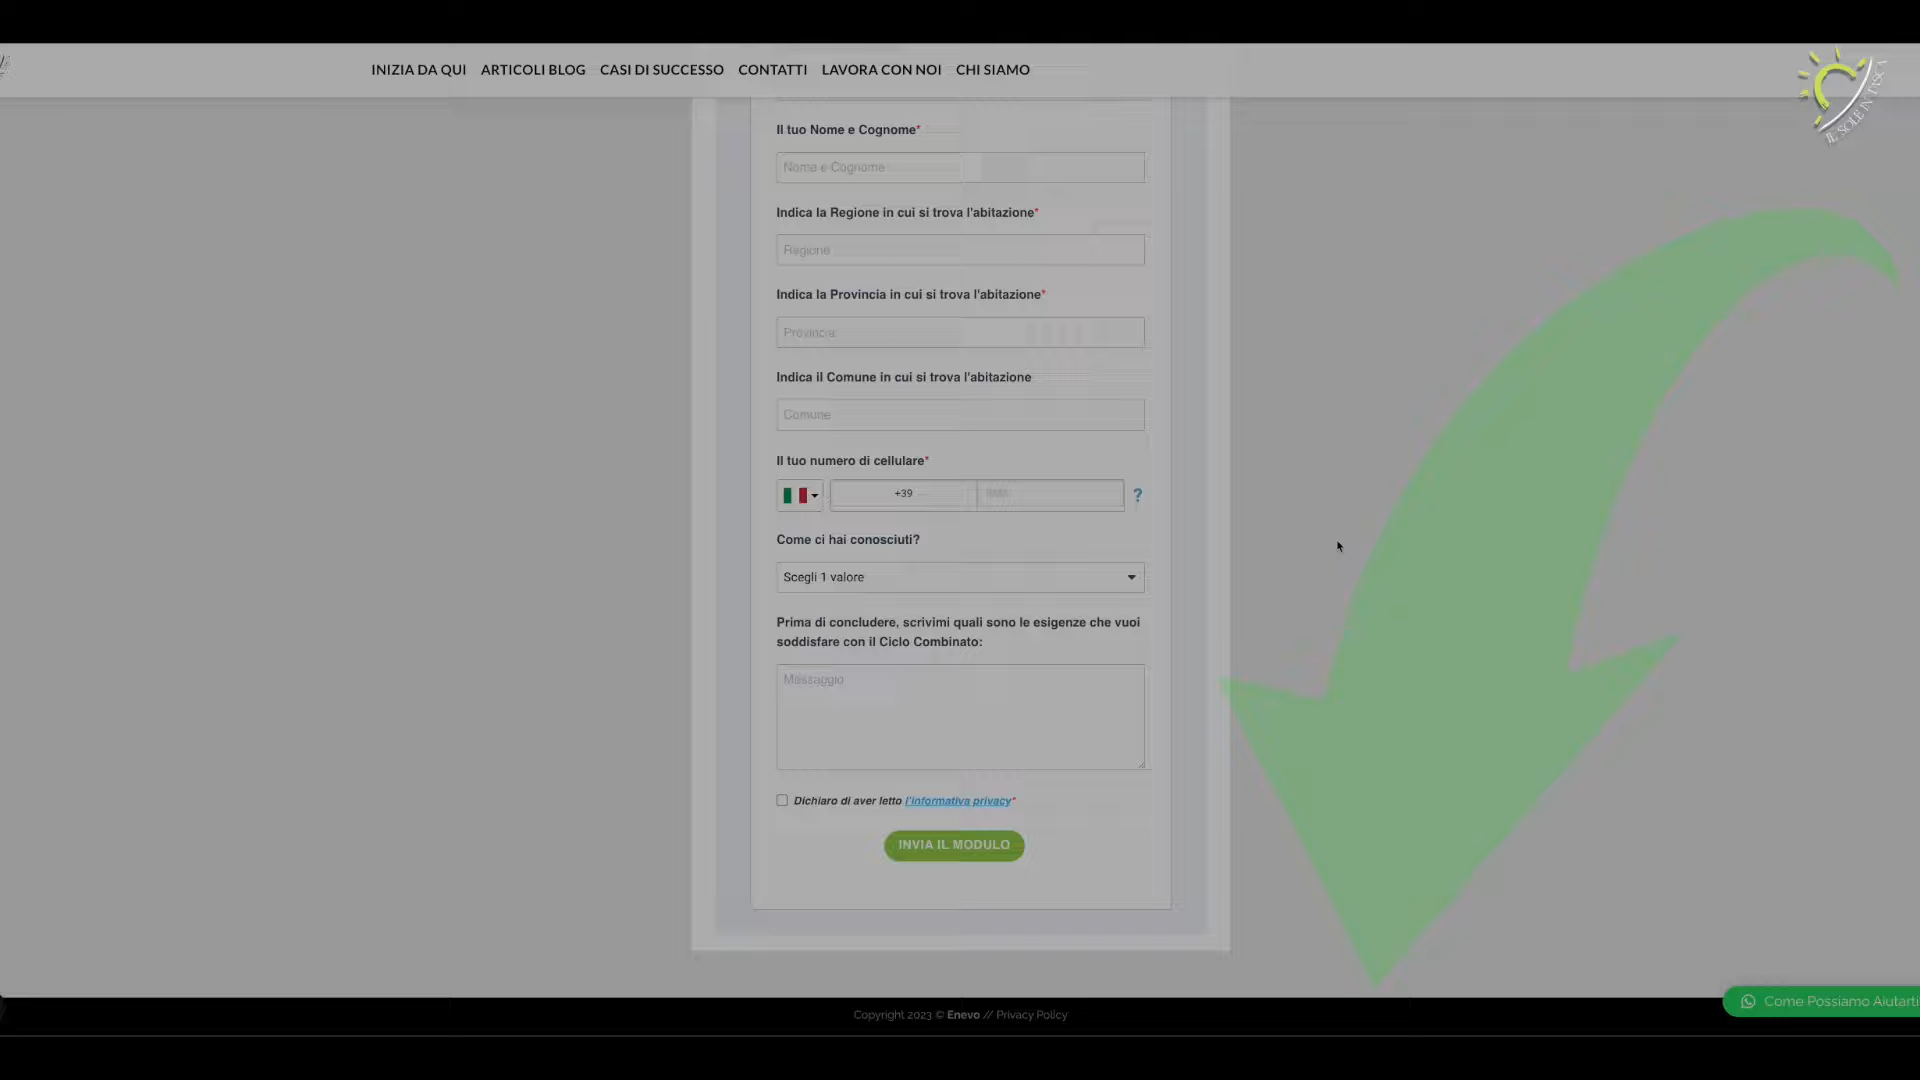 INIZIA DA QUI ARTICOLI BLOG CASI DI SUCCESSO CONTATTI LAVORA CON NOI CHI SIAMO
IL SOLE IN TASCA
Il tuo Nome e Cognome*
Nome e Cognome
Indica la Regione in cui si trova l'abitazione*
Regione
Indica la Provincia in cui si trova l'abitazione*
Provincia
Indica il Comune in cui si trova l'abitazione
Comune
Il tuo numero di cellulare*
+39
?
Come ci hai conosciuti?
Scegli 1 valore
Prima di concludere, scrivimi quali sono le esigenze che vuoi
soddisfare con il Ciclo Combinato:
Messaggio
Dichiaro di aver letto l'informativa privacy*
INVIA IL MODULO
Come Possiamo Aiutarti
Copyright 2023 © Enevo // Privacy Policy